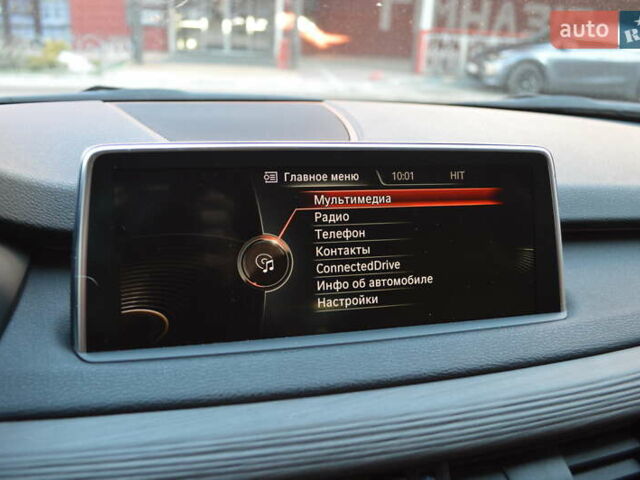 auto
R
Главное меню 10:01 HIT
Мультимедиа
Радио
Телефон
Контакты
ConnectedDrive
Инфо об автомобиле
Настройки